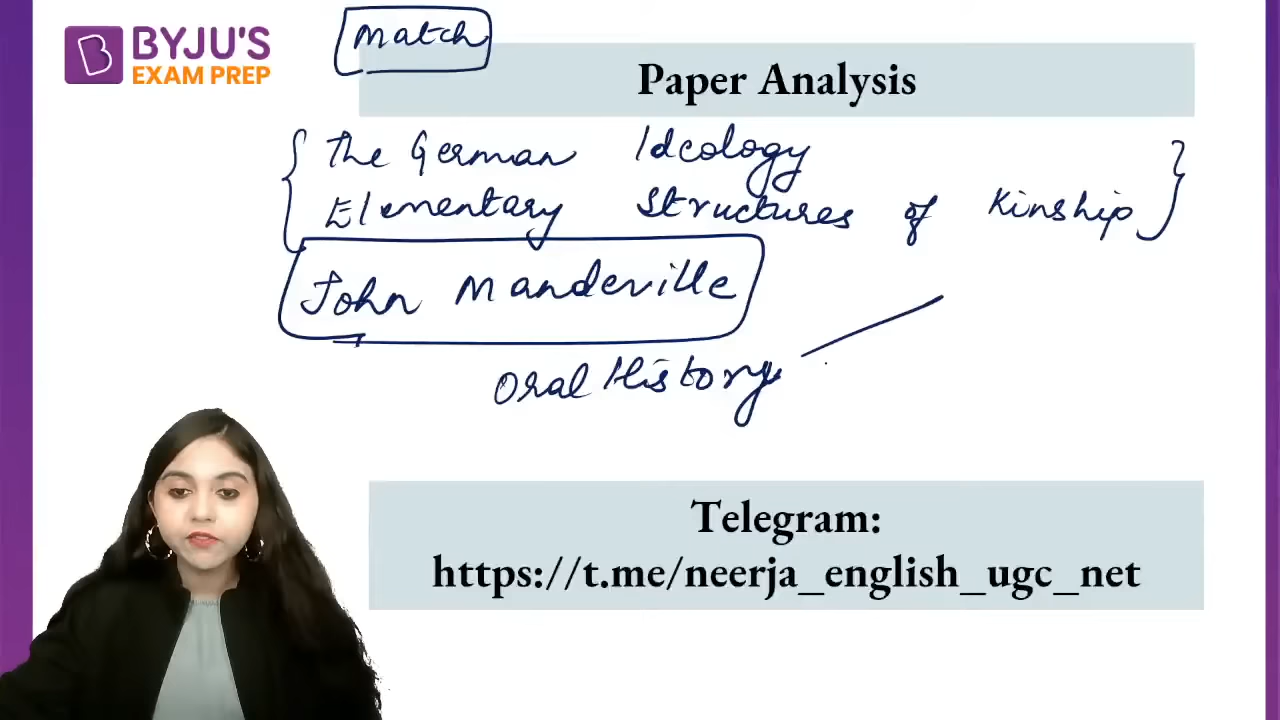 BYJU'S
EXAM PREP
Match
Paper Analysis
The German Ideology
Elementary Structures of Kinship
John Mandeville
Oral History
Telegram:
https://t.me/neerja_english_ugc_net